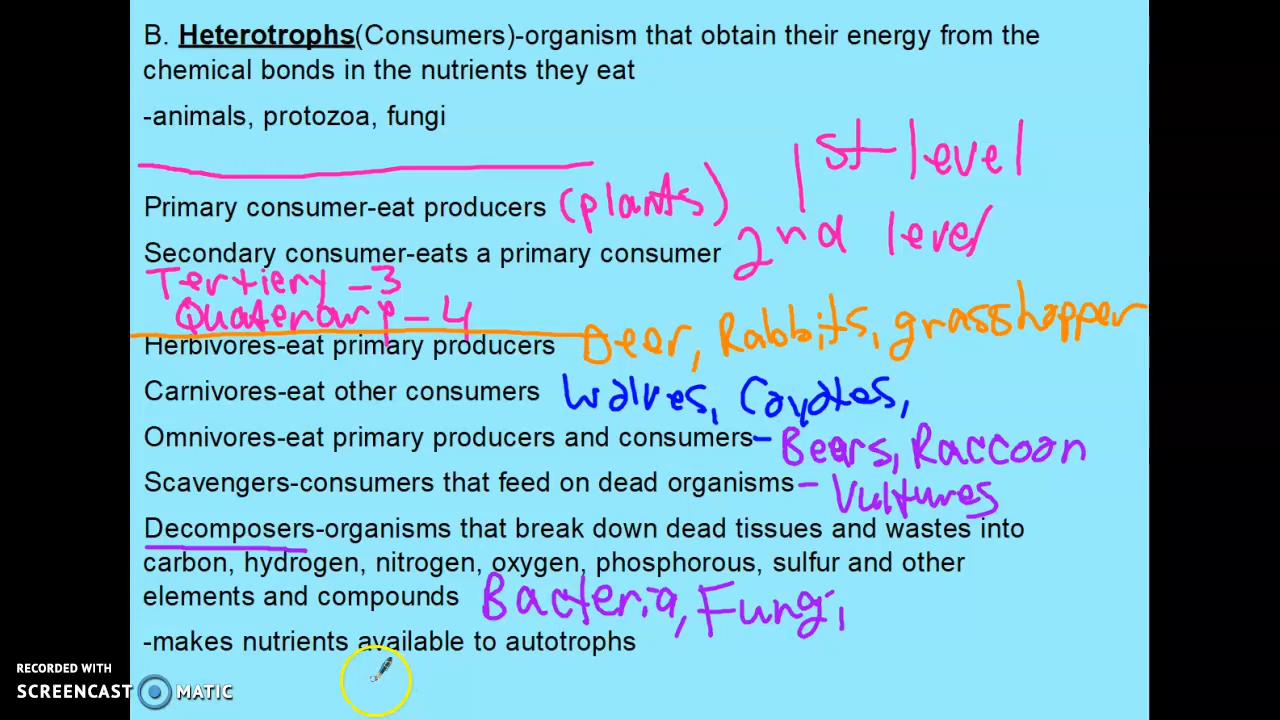 B. Heterotrophs(Consumers)-organism that obtain their energy from the
chemical bonds in the nutrients they eat
-animals, protozoa, fungi
1st level
Primary consumer-eat producers (plants)
Secondary consumer-eats a primary consumer 2nd level
Tertiery -3
Quaternary - 4
Herbivores-eat primary producers Deer, Rabbits, grasshopper
Carnivores-eat other consumers Wolves, Coyotes,
Omnivores-eat primary producers and consumers- Bears, Raccoon
Scavengers-consumers that feed on dead organisms- Vultures
Decomposers-organisms that break down dead tissues and wastes into
carbon, hydrogen, nitrogen, oxygen, phosphorous, sulfur and other
elements and compounds Bacteria, Fungi,
-makes nutrients available to autotrophs
RECORDED WITH
SCREENCAST MATIC